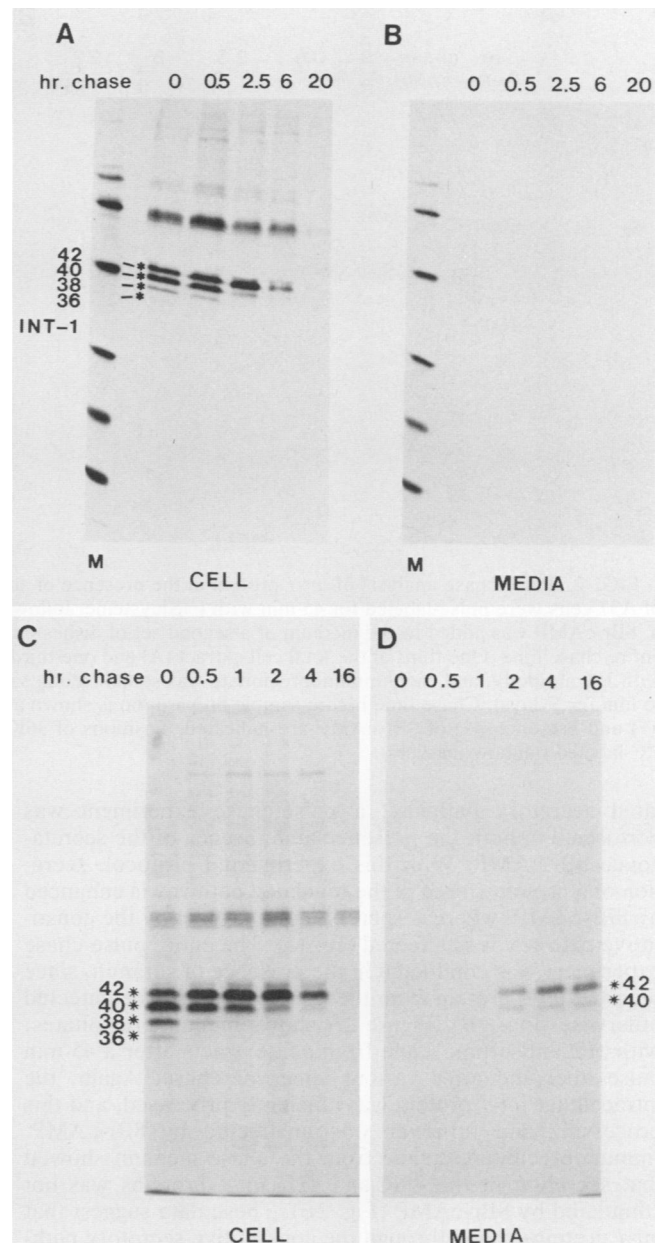 A
B
hr. chase 0 0.5 2.5 6 20
0 0.5 2.5 6 20
42
40
38
36
INT-1
M
CELL
M
MEDIA
C
D
hr. chase 0 0.5 1 2 4 16
0 0.5 1 2 4 16
42 *
40 *
38 *
36 *
* 42
* 40
CELL
MEDIA